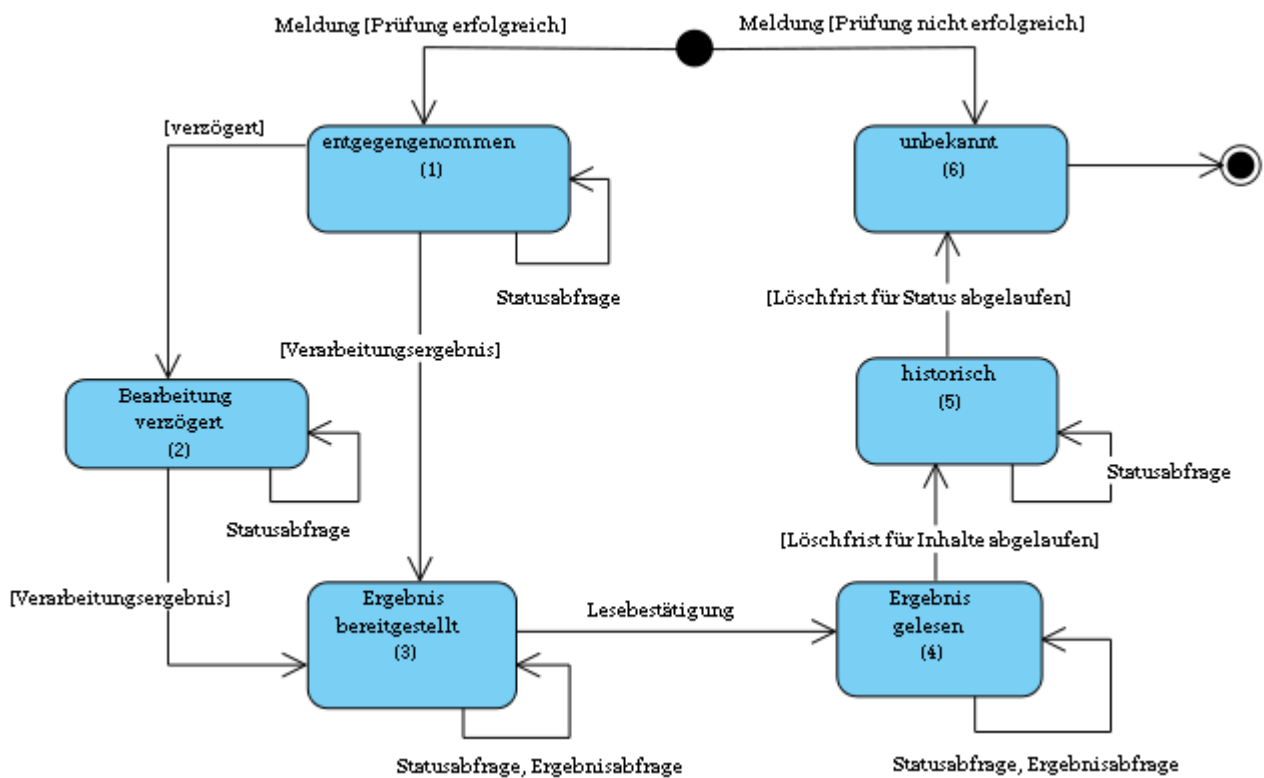 Meldung [Prüfung erfolgreich]
Meldung [Prüfung nicht erfolgreich]
[verzögert]
entgegengenommen
(1)
unbekannt
(6)
Statusabfrage
[Löschfrist für Status abgelaufen]
[Verarbeitungsergebnis]
historisch
(5)
Bearbeitung
verzögert
(2)
Statusabfrage
Statusabfrage
[Löschfrist für Inhalte abgelaufen]
[Verarbeitungsergebnis]
Ergebnis
bereitgestellt
(3)
Lesebestätigung
Ergebnis
gelesen
(4)
Statusabfrage, Ergebnisabfrage
Statusabfrage, Ergebnisabfrage